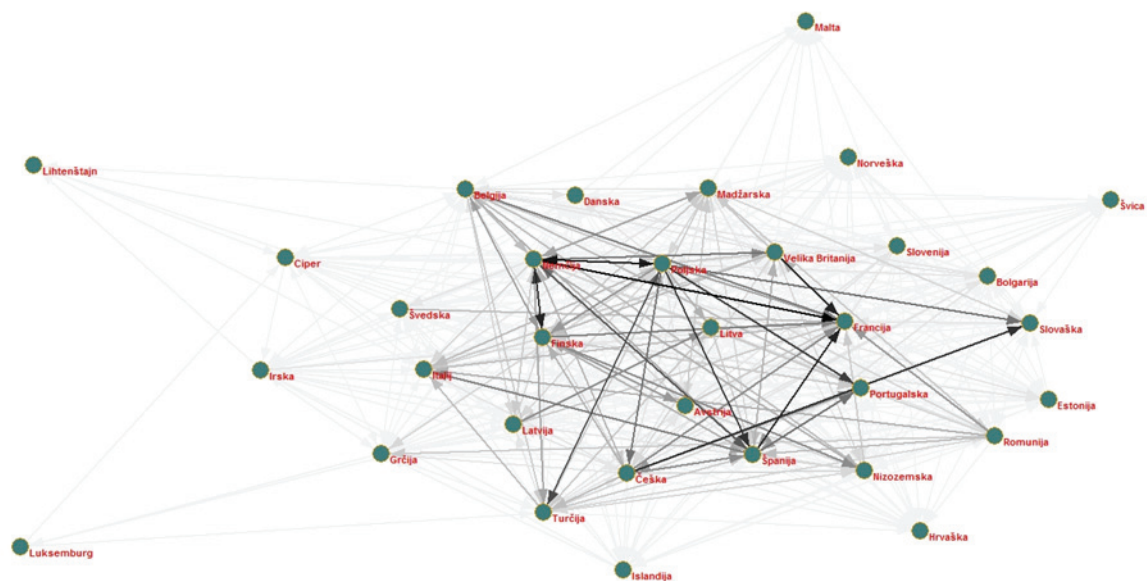 Malta
Norveška
Lihtenštajn
Belgija
Danska
Madžarska
Švica
Slovenija
Ciper
Nemčija
Poljska
Velika Britanija
Bolgarija
Švedska
Litva
Francija
Slovaška
Finska
Irska
Italij
Portugalska
Avstrija
Estonija
Latvija
Romunija
Grčija
Španija
Češka
Nizozemska
Turčija
Hrvaška
Luksemburg
Islandija